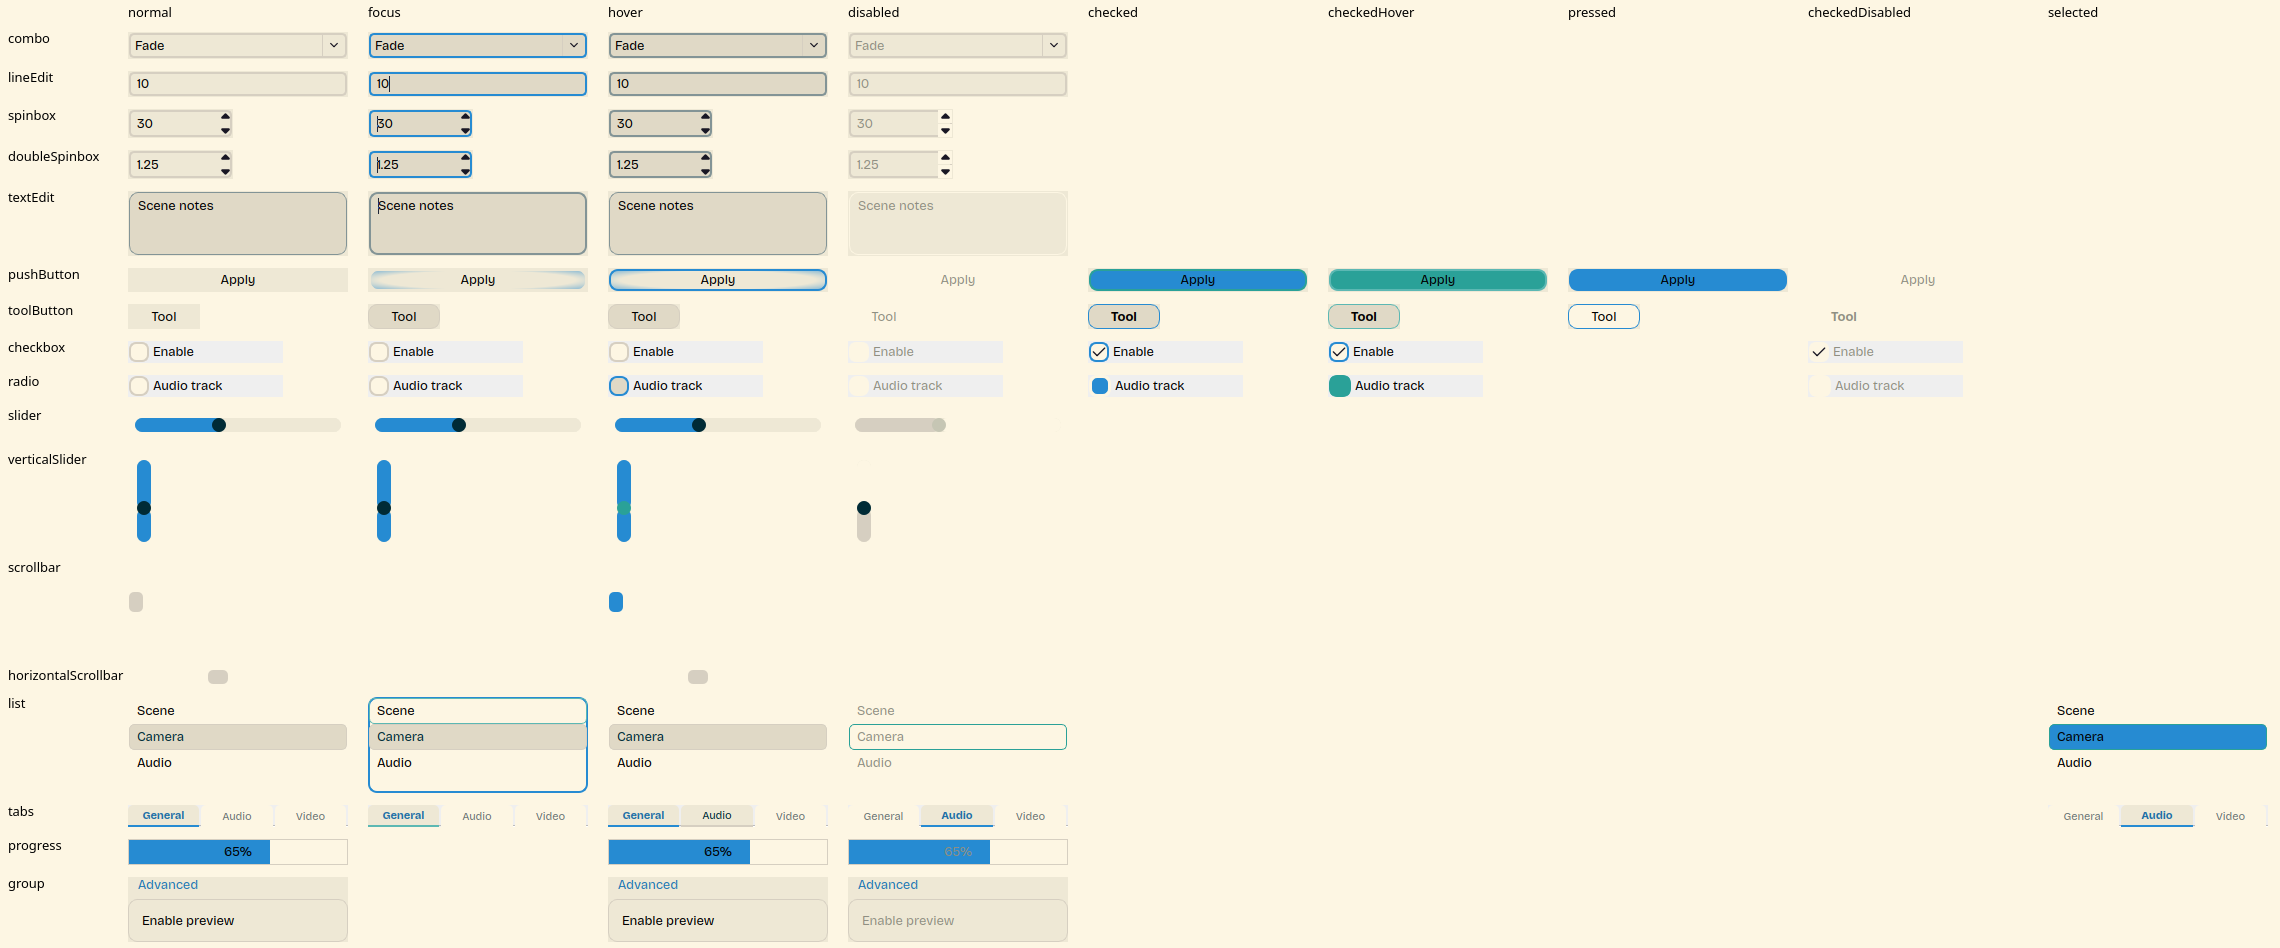 normal focus hover disabled checked checkedHover pressed checkedDisabled selected
combo Fade Fade Fade Fade
lineEdit 10 10 10 10
spinbox 30 30 30 30
doubleSpinbox 1.25 1.25 1.25 1.25
textEdit Scene notes Scene notes Scene notes Scene notes
pushButton Apply Apply Apply Apply Apply Apply Apply Apply
toolButton Tool Tool Tool Tool Tool Tool Tool Tool
checkbox Enable Enable Enable Enable Enable Enable Enable
radio Audio track Audio track Audio track Audio track Audio track Audio track Audio track
slider
verticalSlider
scrollbar
horizontalScrollbar
list Scene Scene Scene Scene Scene
Camera Camera Camera Camera Camera
Audio Audio Audio Audio Audio
tabs General Audio Video General Audio Video General Audio Video General Audio Video General Audio Video
progress 65% 65% 65%
group Advanced Advanced Advanced
Enable preview Enable preview Enable preview